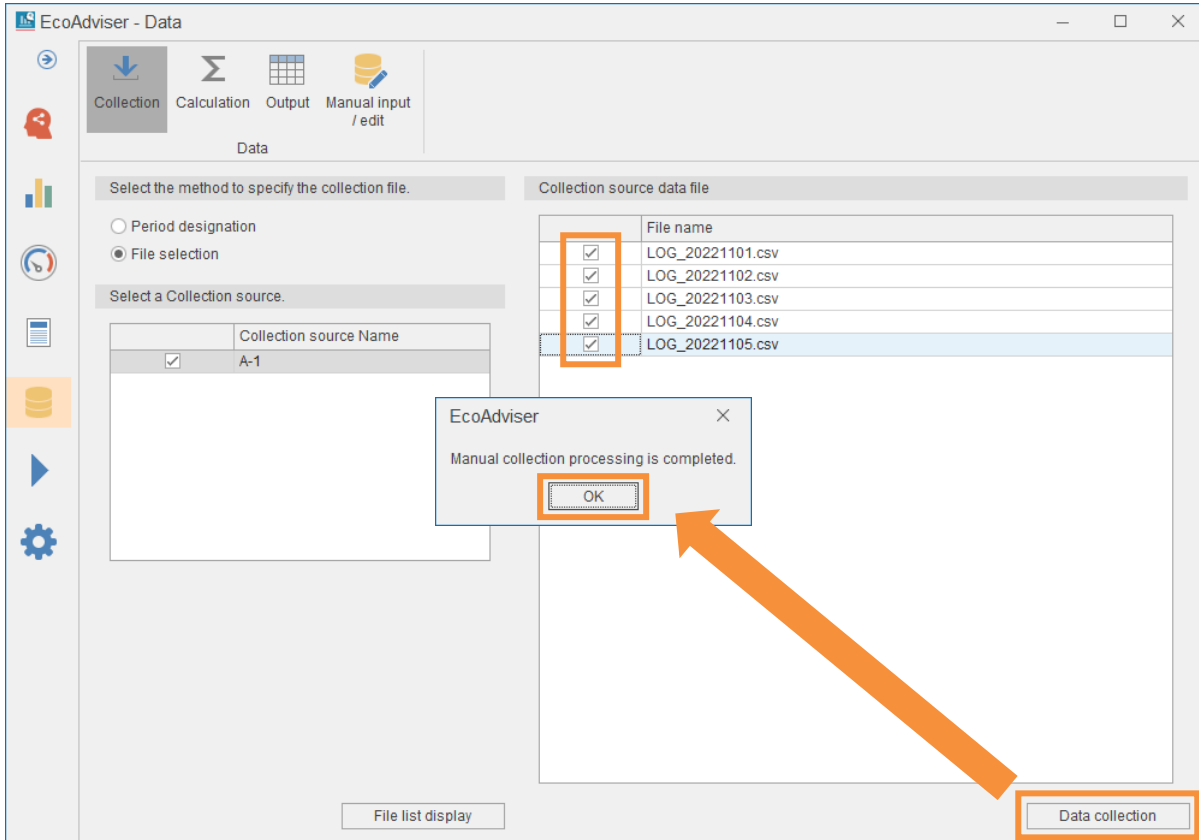 EcoAdviser - Data
Collection
Calculation
Output
Manual input
/ edit
Data
Select the method to specify the collection file.
Period designation
File selection
Select a Collection source.
Collection source Name
A-1
Collection source data file
File name
LOG_20221101.csv
LOG_20221102.csv
LOG_20221103.csv
LOG_20221104.csv
LOG_20221105.csv
EcoAdviser
Manual collection processing is completed.
OK
File list display
Data collection